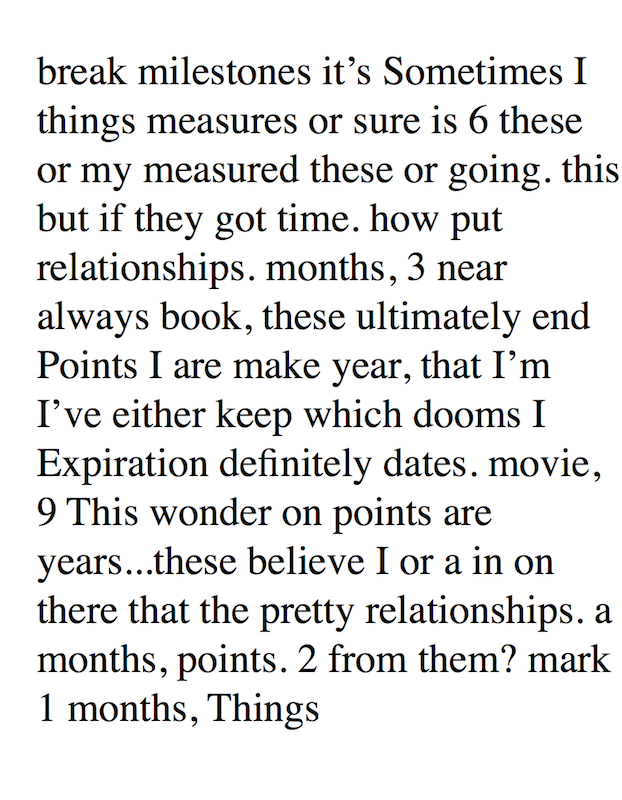 break milestones it’s Sometimes I
things measures or sure is 6 these
or my measured these or going. this
but if they got time. how put
relationships. months, 3 near
always book, these ultimately end
Points I are make year, that I’m
I’ve either keep which dooms I
Expiration definitely dates. movie,
9 This wonder on points are
years...these believe I or a in on
there that the pretty relationships. a
months, points. 2 from them? mark
1 months, Things